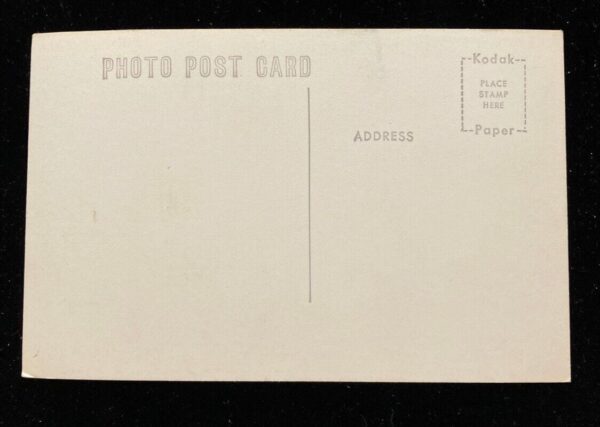 PHOTO POST CARD
Kodak
PLACE
STAMP
HERE
Paper
ADDRESS